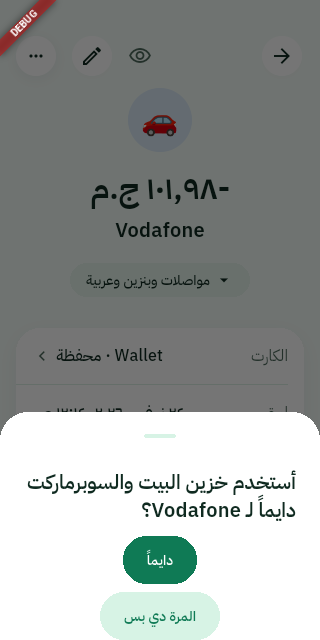 DEBUG
-١٠١,٩٨ ج.م
Vodafone
مواصلات وبنزين وعربية
الكارت
Wallet · محفظة
أستخدم خزين البيت والسوبرماركت
دايماً لـ Vodafone؟
دايماً
المرة دي بس